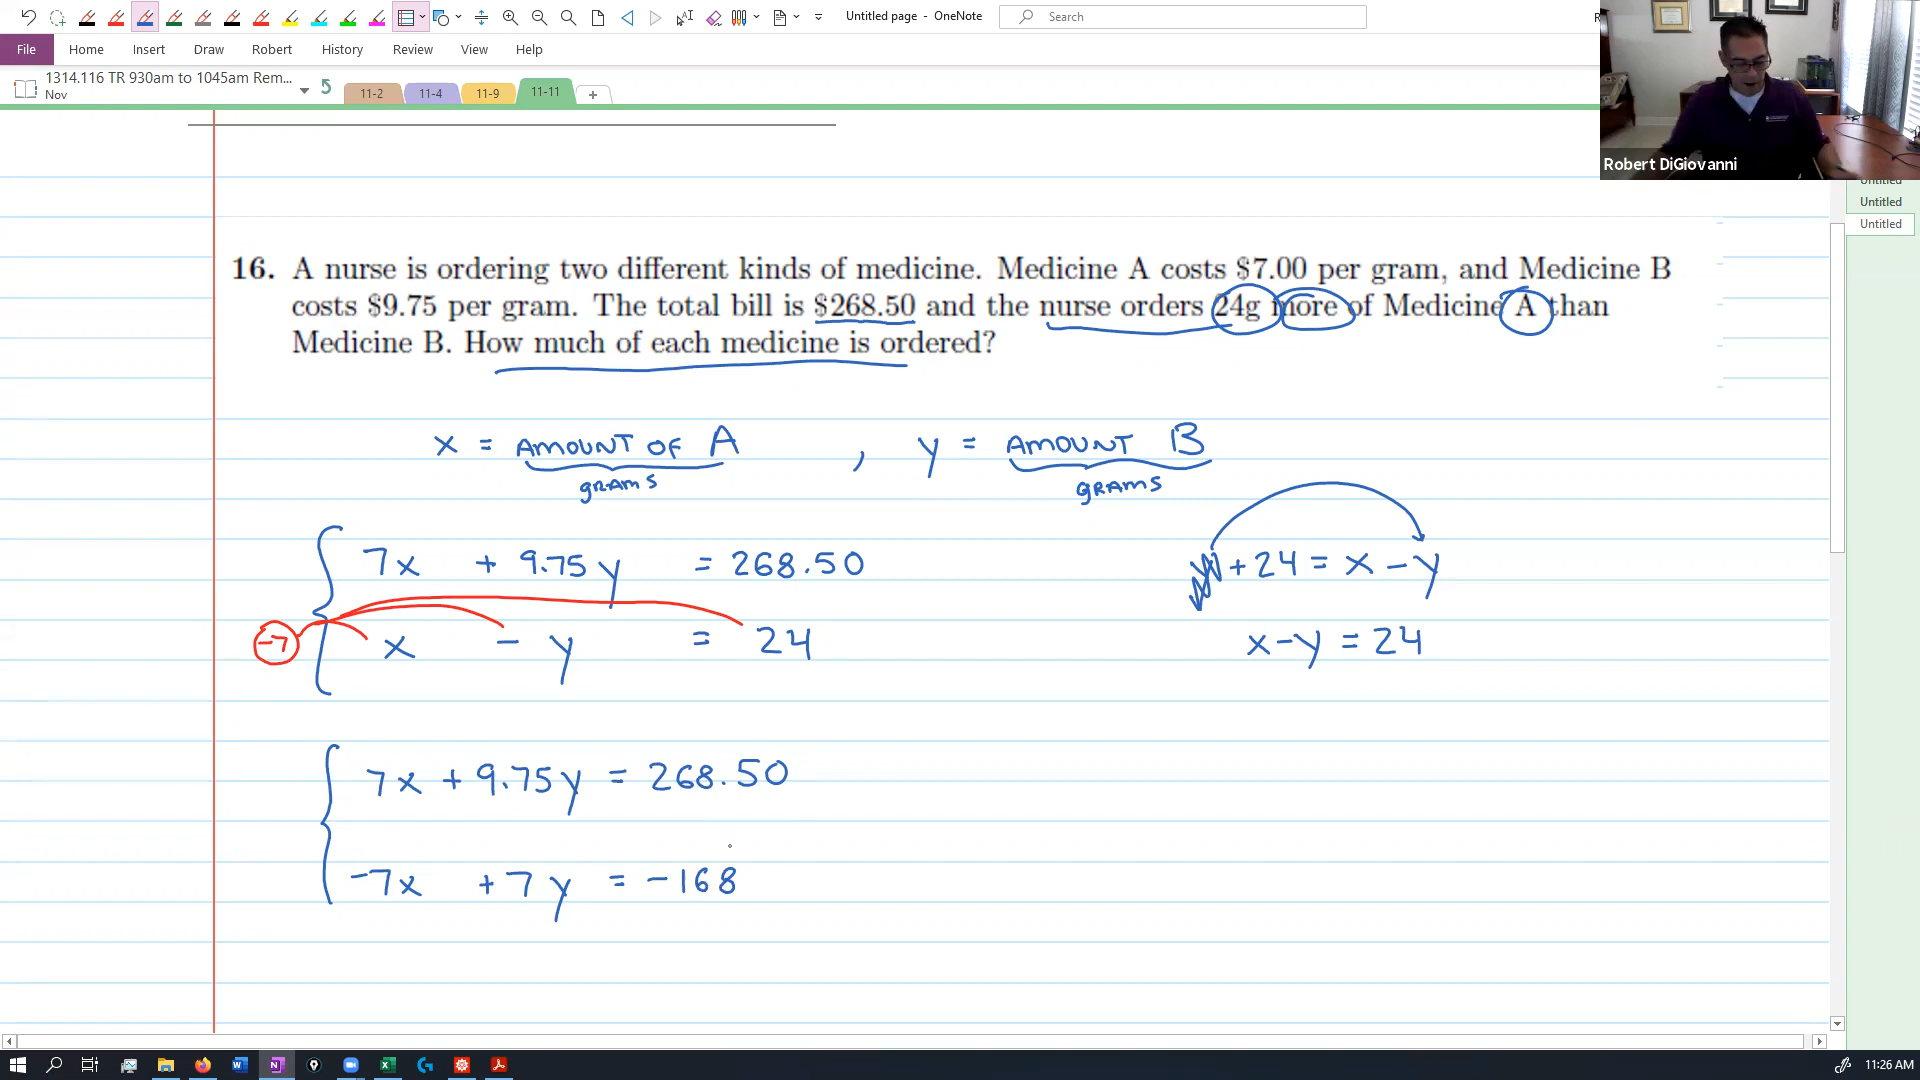 Untitled page - OneNote
Search
File Home Insert Draw Robert History Review View Help
1314.116 TR 930am to 1045am Rem...
Nov
11-2 11-4 11-9 11-11
Robert DiGiovanni
Untitled
Untitled
Untitled
16. A nurse is ordering two different kinds of medicine. Medicine A costs $7.00 per gram, and Medicine B
costs $9.75 per gram. The total bill is $268.50 and the nurse orders 24g more of Medicine A than
Medicine B. How much of each medicine is ordered?
x = AMOUNT OF A , y = AMOUNT B
GRAMS GRAMS
7x + 9.75y = 268.50
+ 24 = x - y
-7 x - y = 24
x - y = 24
7x + 9.75y = 268.50
-7x + 7y = -168
11:26 AM